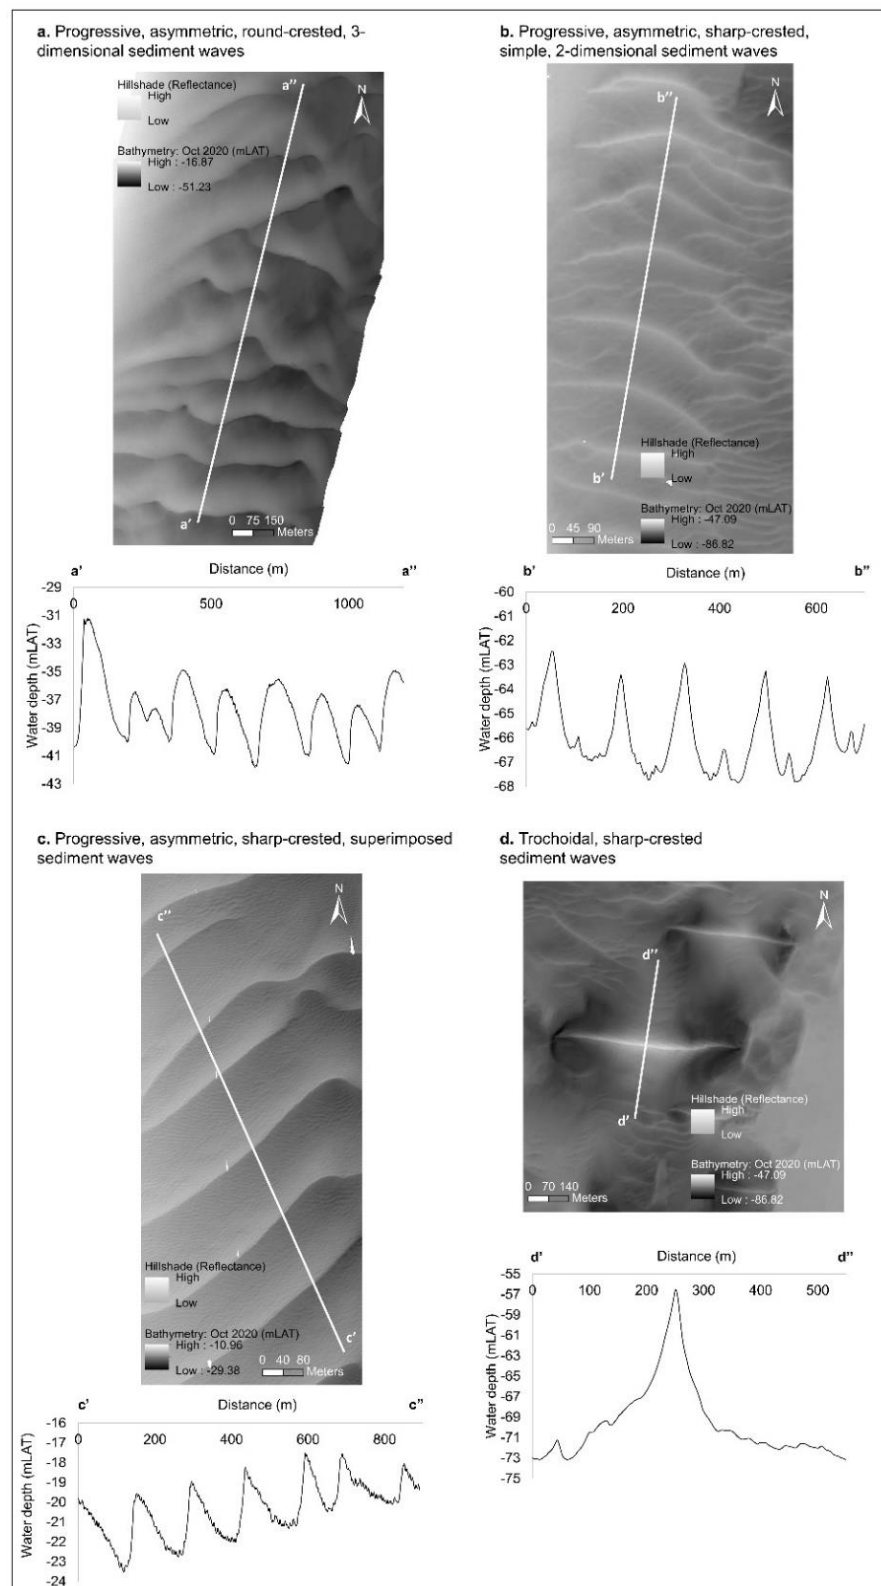 a. Progressive, asymmetric, round-crested, 3-
dimensional sediment waves
Hillshade (Reflectance)
High
Low
Bathymetry: Oct 2020 (mLAT)
High : -16.87
Low : -51.23
a''
N
a'
0 75 150
Meters
a' Distance (m) a''
0 500 1000
Water depth (mLAT)
-29
-31
-33
-35
-37
-39
-41
-43
b. Progressive, asymmetric, sharp-crested,
simple, 2-dimensional sediment waves
b''
N
b'
Hillshade (Reflectance)
High
Low
Bathymetry: Oct 2020 (mLAT)
High : -47.09
Low : -86.82
0 45 90
Meters
b' Distance (m) b''
0 200 400 600
Water depth (mLAT)
-60
-61
-62
-63
-64
-65
-66
-67
-68
c. Progressive, asymmetric, sharp-crested, superimposed
sediment waves
c''
N
c'
Hillshade (Reflectance)
High
Low
Bathymetry: Oct 2020 (mLAT)
High : -10.96
Low : -29.38
0 40 80
Meters
c' Distance (m) c''
0 200 400 600 800
Water depth (mLAT)
-16
-17
-18
-19
-20
-21
-22
-23
-24
d. Trochoidal, sharp-crested
sediment waves
d''
N
d'
Hillshade (Reflectance)
High
Low
Bathymetry: Oct 2020 (mLAT)
High : -47.09
Low : -86.82
0 70 140
Meters
d' Distance (m) d''
0 100 200 300 400 500
Water depth (mLAT)
-55
-57
-59
-61
-63
-65
-67
-69
-71
-73
-75